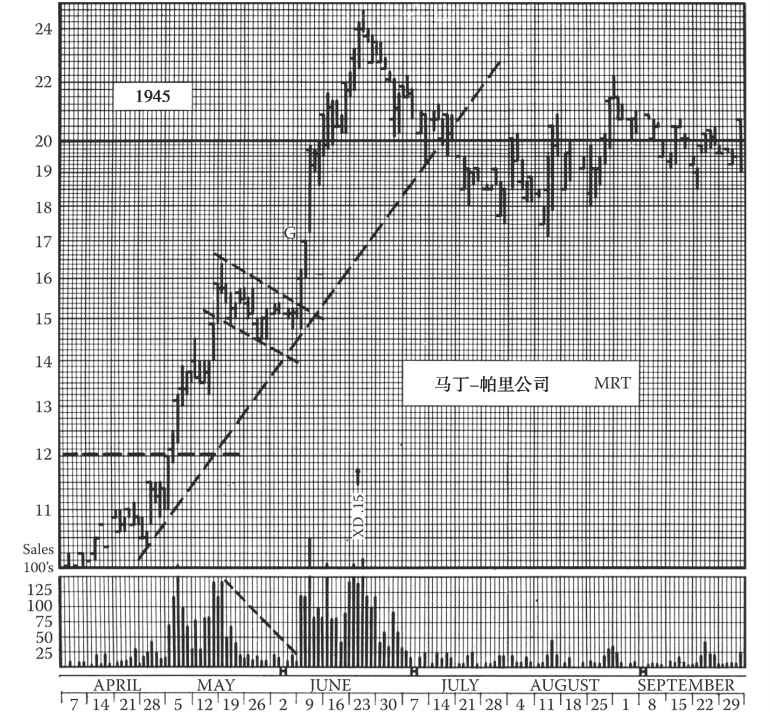 24
22
1945
20
19
18
G
17
16
15
14
马丁-帕里公司 MRT
13
12
11
XD .15
Sales
100's
125
100
75
50
25
APRIL MAY JUNE JULY AUGUST SEPTEMBER
7 14 21 28 5 12 19 26 2 9 16 23 30 7 14 21 28 4 11 18 25 1 8 15 22 29